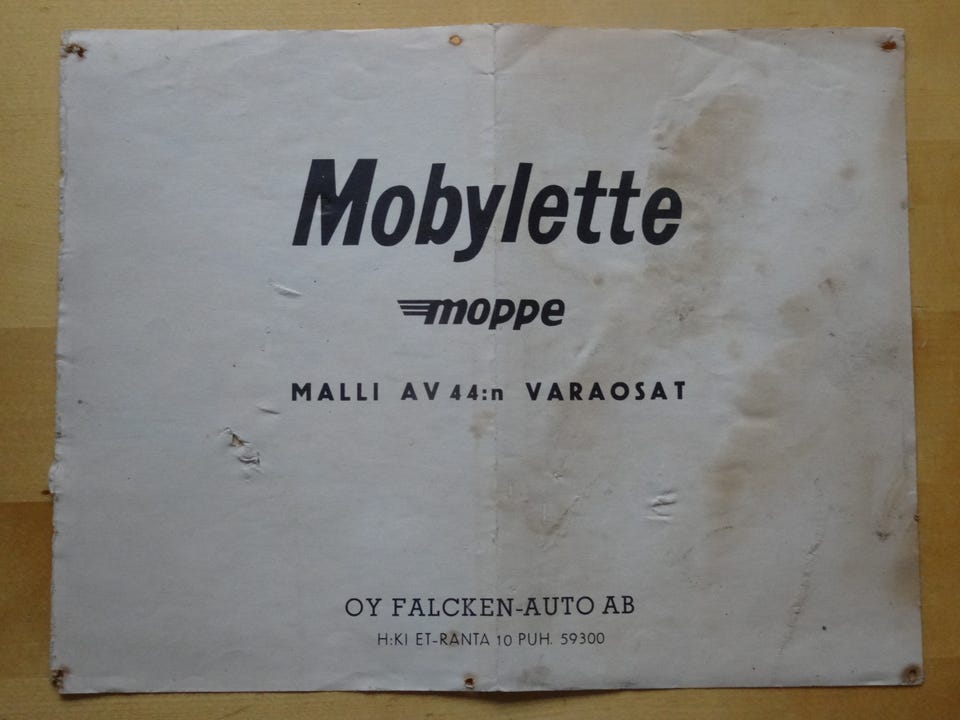 Mobylette
moppe
MALLI AV 44:n VARAOSAT
OY FALCKEN-AUTO AB
H:KI ET-RANTA 10 PUH. 59300